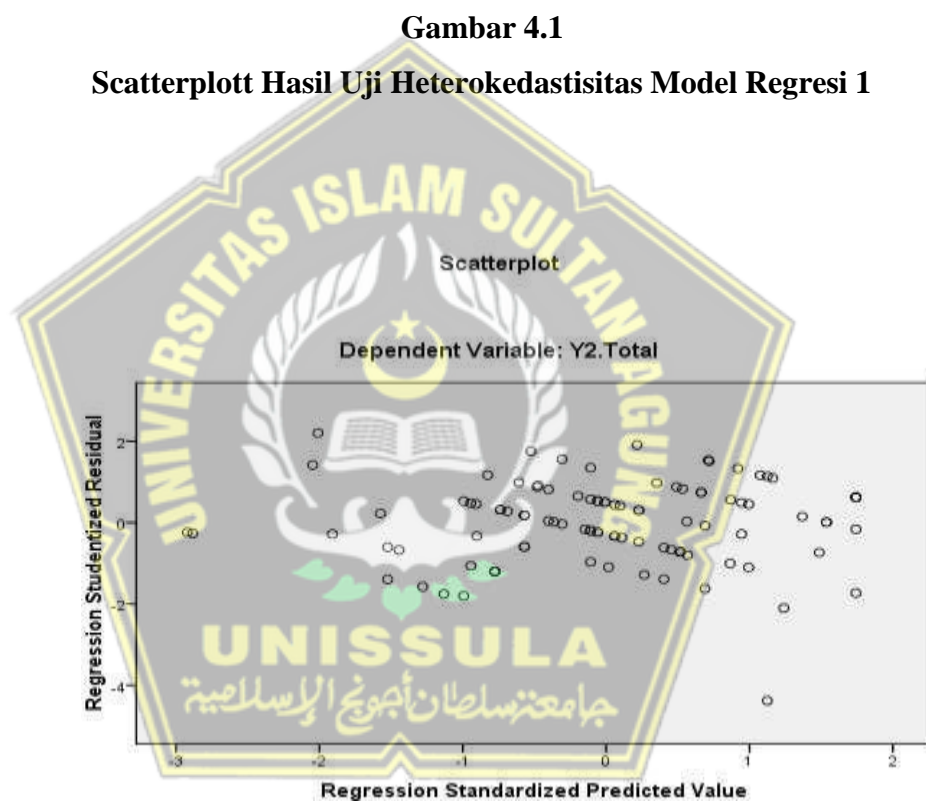 Gambar 4.1
Scatterplott Hasil Uji Heterokedastisitas Model Regresi 1
UNIVERSITAS ISLAM SULTAN AGUNG
Scatterplot
Dependent Variable: Y2.Total
Regression Studentized Residual
2
0
-2
-4
UNISSULA
جامعتنسلطان أجونج الإسلامية
-3 -2 -1 0 1 2
Regression Standardized Predicted Value